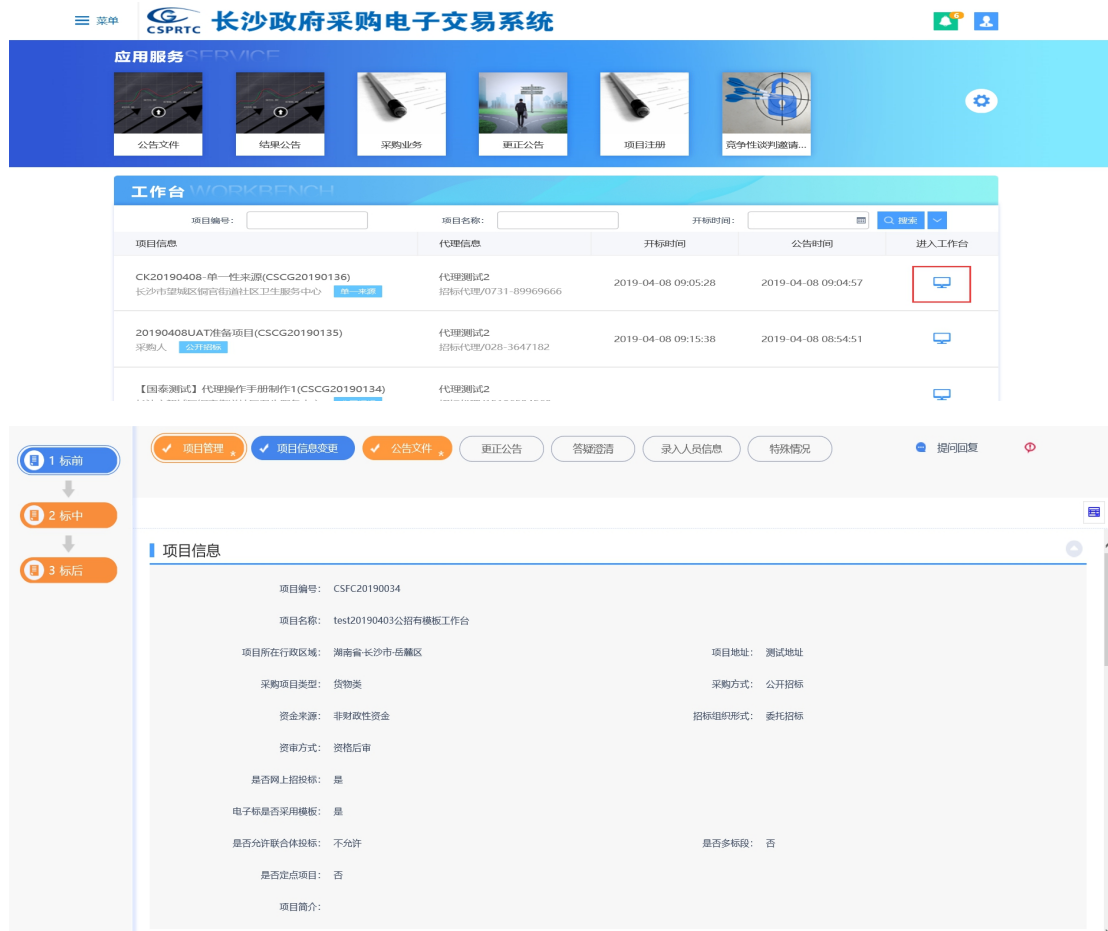 菜单
CSPRTC 长沙政府采购电子交易系统
6
应用服务SERVICE
公告文件 结果公告 采购业务 更正公告 项目注册 竞争性谈判邀请...
工作台 WORKBENCH
项目编号: 项目名称: 开标时间: 搜索
项目信息 代理信息 开标时间 公告时间 进入工作台
CK20190408-单一性来源(CSCG20190136) 代理测试2
长沙市望城区铜官街道社区卫生服务中心 单一来源 招标代理/0731-89969666 2019-04-08 09:05:28 2019-04-08 09:04:57
20190408UAT准备项目(CSCG20190135) 代理测试2
采购人 公开招标 招标代理/028-3647182 2019-04-08 09:15:38 2019-04-08 08:54:51
【国泰测试】代理操作手册制作1(CSCG20190134) 代理测试2
1 标前 项目管理 项目信息变更 公告文件 更正公告 答疑澄清 录入人员信息 特殊情况 提问回复
2 标中
3 标后
项目信息
项目编号: CSFC20190034
项目名称: test20190403公招有模板工作台
项目所在行政区域: 湖南省·长沙市·岳麓区 项目地址: 测试地址
采购项目类型: 货物类 采购方式: 公开招标
资金来源: 非财政性资金 招标组织形式: 委托招标
资审方式: 资格后审
是否网上招投标: 是
电子标是否采用模板: 是
是否允许联合体投标: 不允许 是否多标段: 否
是否定点项目: 否
项目简介: